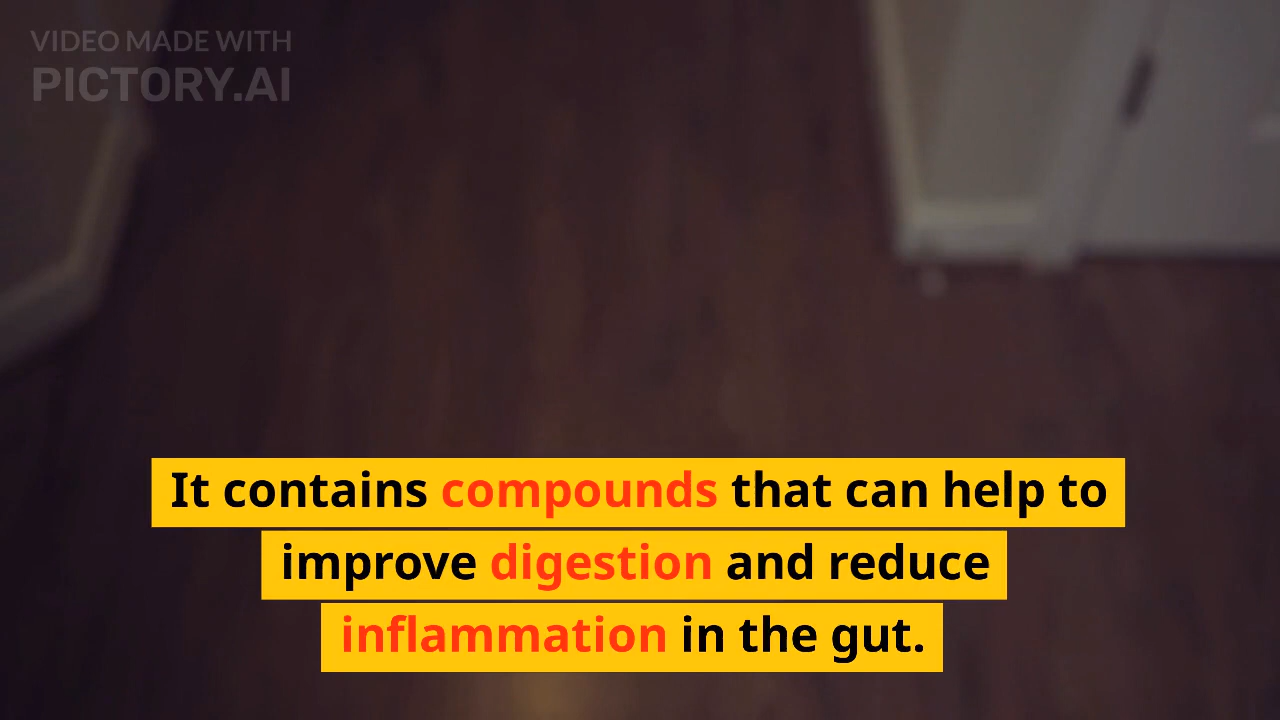 VIDEO MADE WITH
PICTORY.AI
It contains compounds that can help to
improve digestion and reduce
inflammation in the gut.